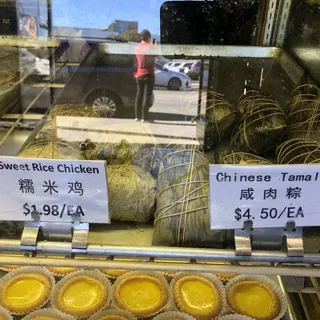 Sweet Rice Chicken
糯米鸡
$1.98/EA
Chinese Tamal
咸肉粽
$4.50/EA